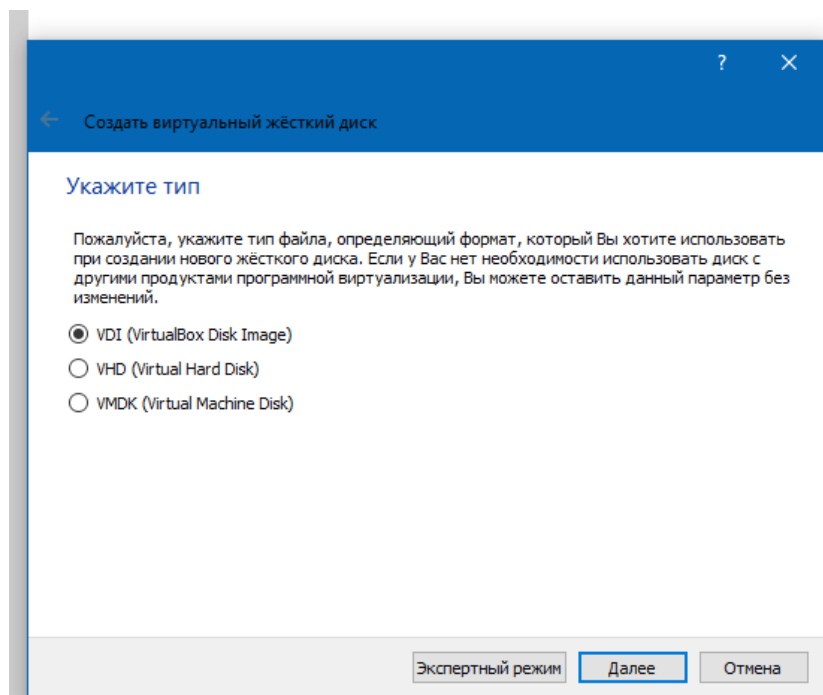 ?
Создать виртуальный жёсткий диск
Укажите тип
Пожалуйста, укажите тип файла, определяющий формат, который Вы хотите использовать
при создании нового жёсткого диска. Если у Вас нет необходимости использовать диск с
другими продуктами программной виртуализации, Вы можете оставить данный параметр без
изменений.
VDI (VirtualBox Disk Image)
VHD (Virtual Hard Disk)
VMDK (Virtual Machine Disk)
Экспертный режим Далее Отмена